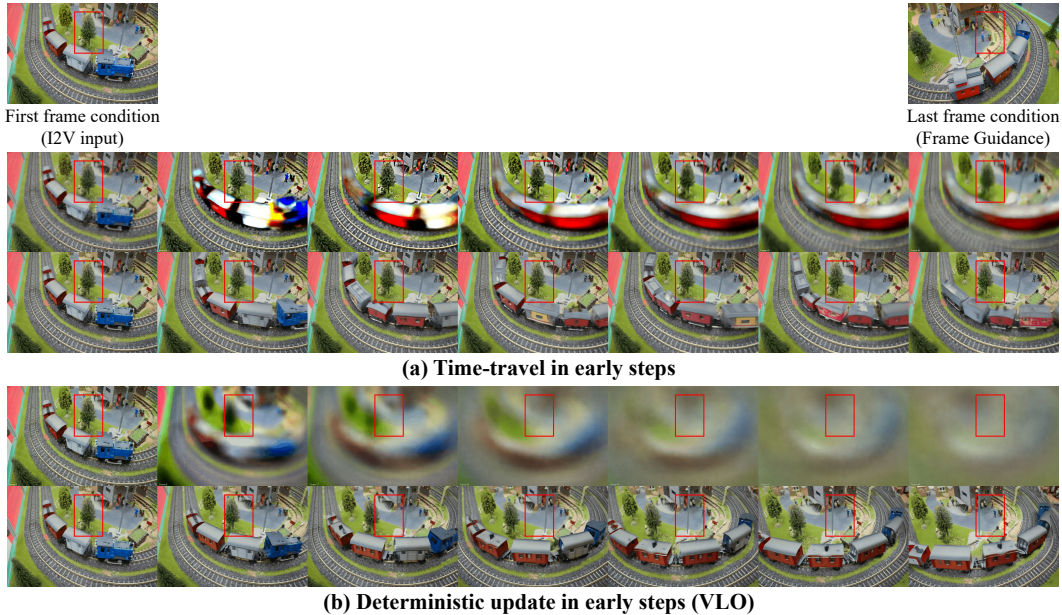 First frame condition
(I2V input)
Last frame condition
(Frame Guidance)
(a) Time-travel in early steps
(b) Deterministic update in early steps (VLO)